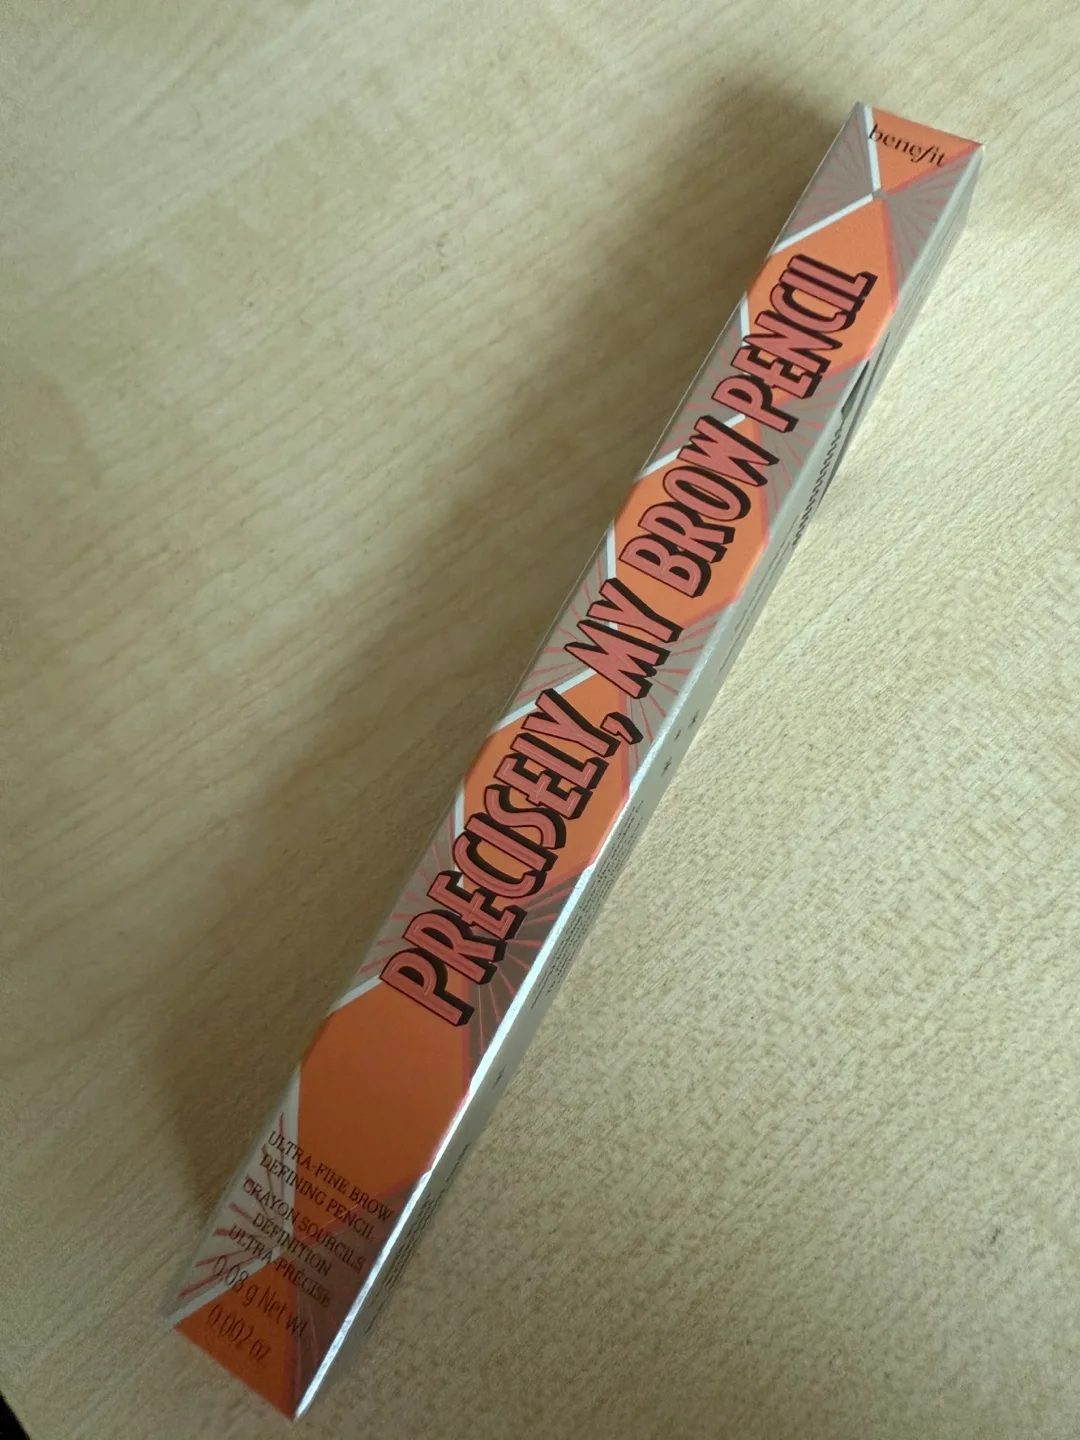 benefit
PRECISELY, MY BROW PENCIL
ULTRA-FINE BROW
DEFINING PENCIL
CRAYON SOURCILS
DÉFINITION
ULTRA-PRÉCISE
0.08 g Net wt.
0.002 oz